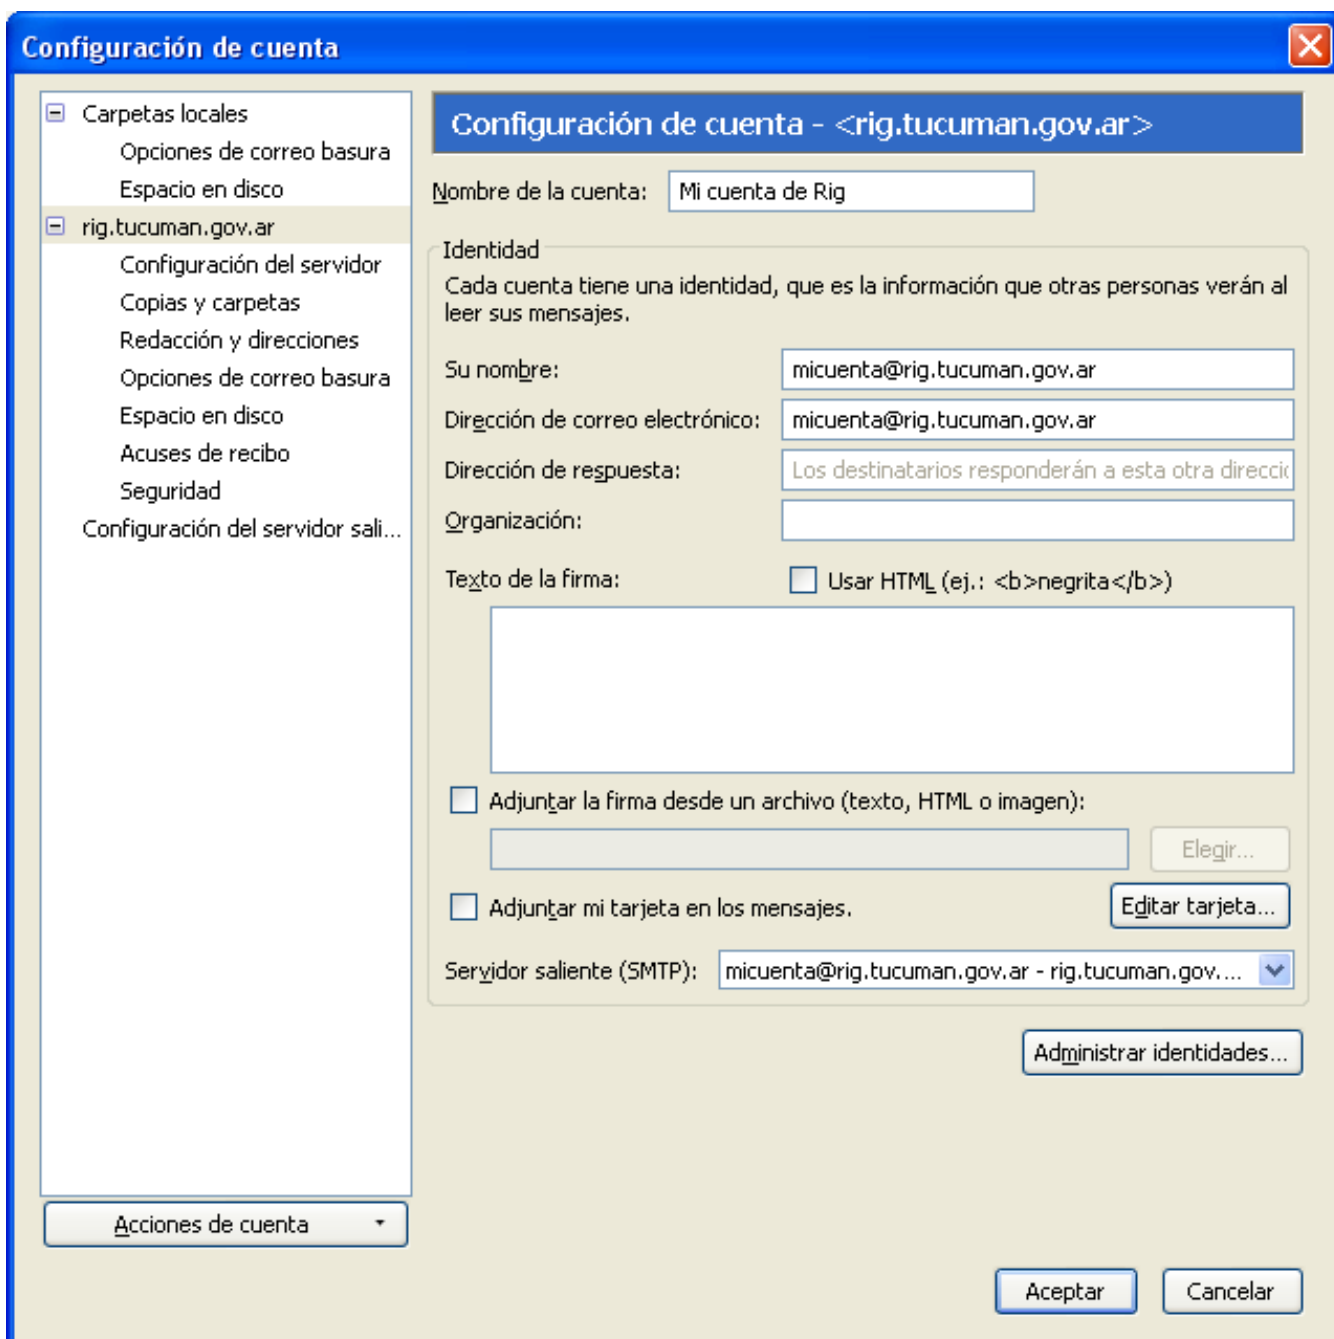 Configuración de cuenta
Carpetas locales
Opciones de correo basura
Espacio en disco
rig.tucuman.gov.ar
Configuración del servidor
Copias y carpetas
Redacción y direcciones
Opciones de correo basura
Espacio en disco
Acuses de recibo
Seguridad
Configuración del servidor sali...
Acciones de cuenta
Configuración de cuenta - <rig.tucuman.gov.ar>
Nombre de la cuenta: Mi cuenta de Rig
Identidad
Cada cuenta tiene una identidad, que es la información que otras personas verán al
leer sus mensajes.
Su nombre: micuenta@rig.tucuman.gov.ar
Dirección de correo electrónico: micuenta@rig.tucuman.gov.ar
Dirección de respuesta: Los destinatarios responderán a esta otra direcci
Organización:
Texto de la firma: Usar HTML (ej.: <b>negrita</b>)
Adjuntar la firma desde un archivo (texto, HTML o imagen):
Elegir...
Adjuntar mi tarjeta en los mensajes. Editar tarjeta...
Servidor saliente (SMTP): micuenta@rig.tucuman.gov.ar - rig.tucuman.gov....
Administrar identidades...
Aceptar Cancelar